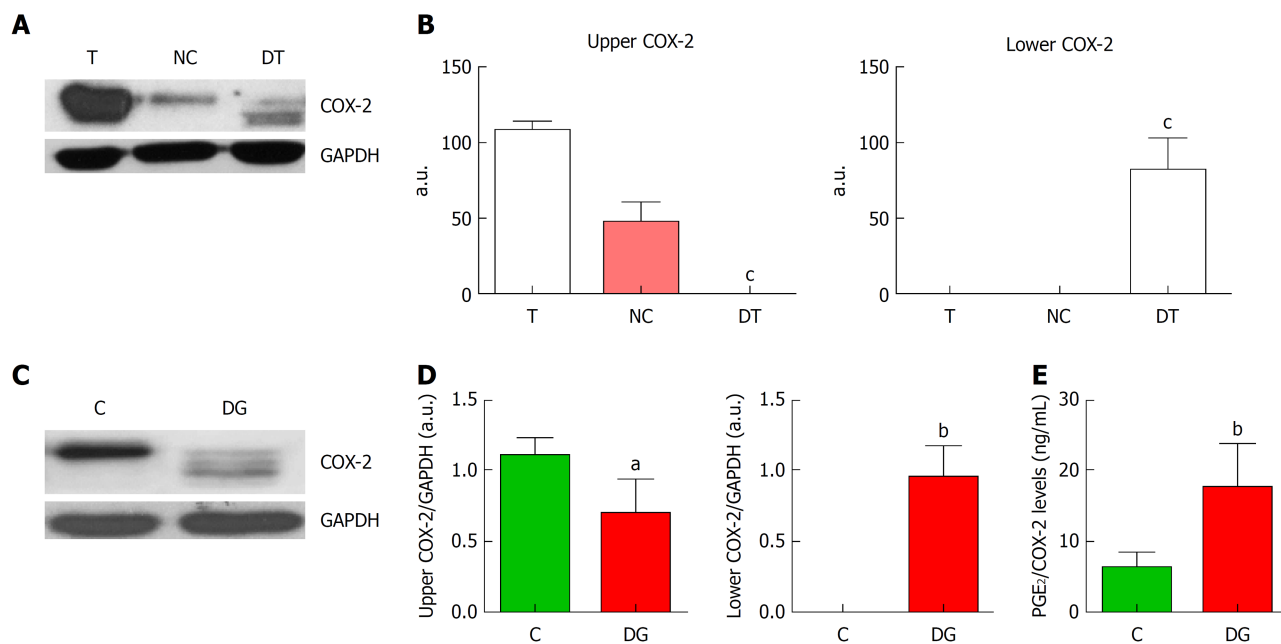 A
T NC DT
COX-2
GAPDH
B
Upper COX-2
a.u.
150
100
50
0
c
T NC DT
Lower COX-2
a.u.
150
100
50
0
c
T NC DT
C
C DG
COX-2
GAPDH
D
Upper COX-2/GAPDH (a.u.)
1.5
1.0
0.5
0.0
a
C DG
Lower COX-2/GAPDH (a.u.)
1.5
1.0
0.5
0.0
b
C DG
E
PGE₂/COX-2 levels (ng/mL)
30
20
10
0
b
C DG